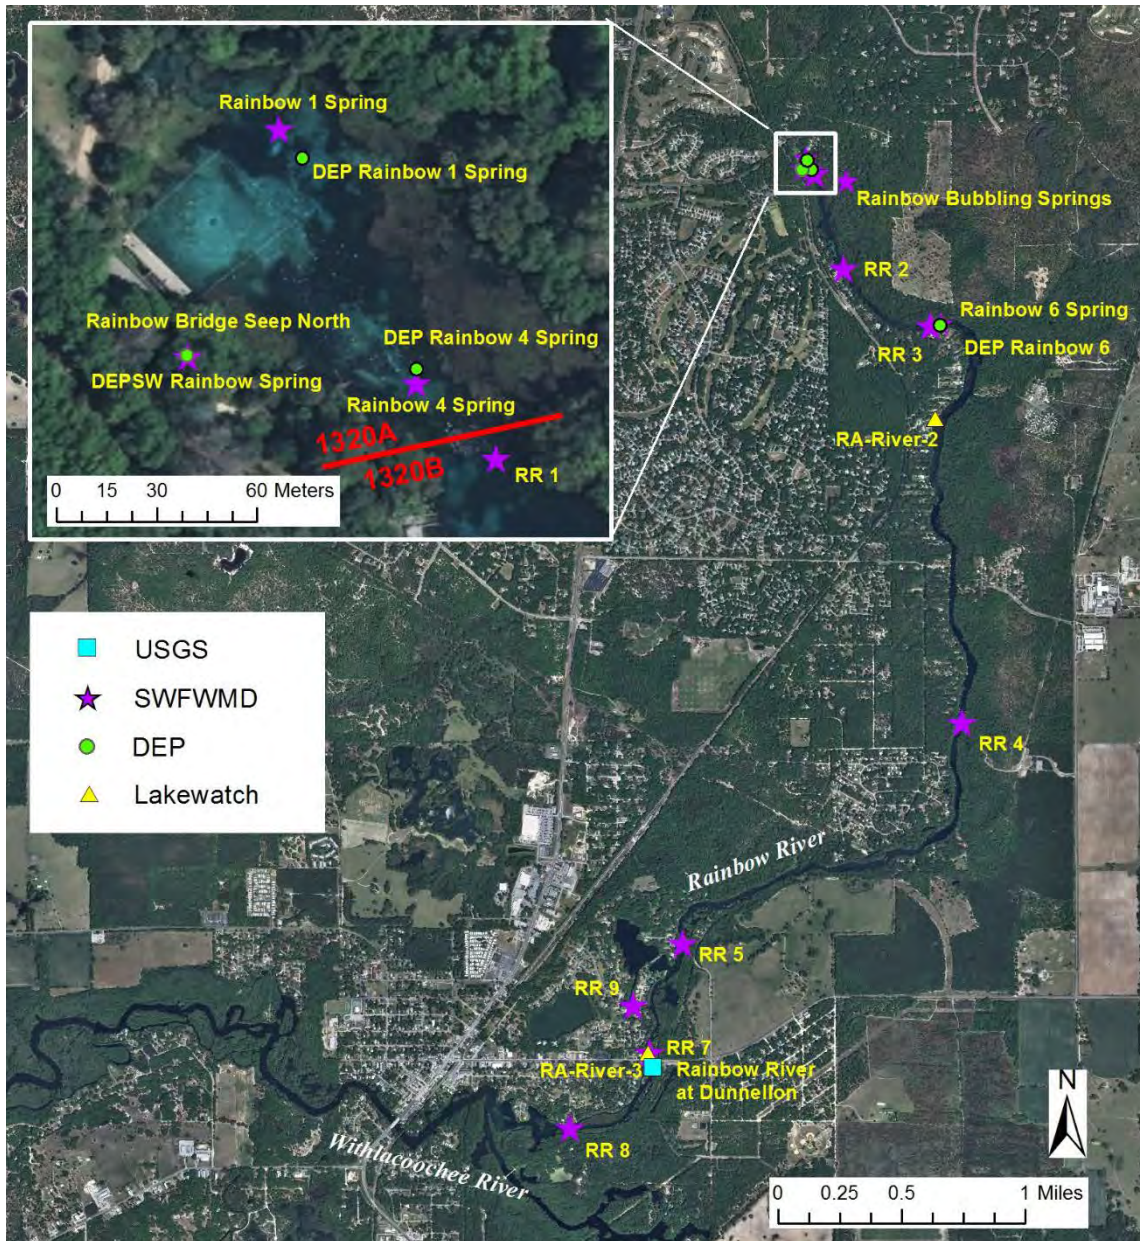 Rainbow 1 Spring
DEP Rainbow 1 Spring
Rainbow Bridge Seep North
DEPSW Rainbow Spring
DEP Rainbow 4 Spring
Rainbow 4 Spring
1320A
1320B
RR 1
0 15 30 60 Meters
Rainbow Bubbling Springs
RR 2
Rainbow 6 Spring
RR 3
DEP Rainbow 6
RA-River-2
USGS
SWFWMD
DEP
Lakewatch
RR 4
Rainbow River
RR 5
RR 9
RR 7
RA-River-3
Rainbow River
at Dunnellon
RR 8
Withlacoochee River
N
0 0.25 0.5 1 Miles